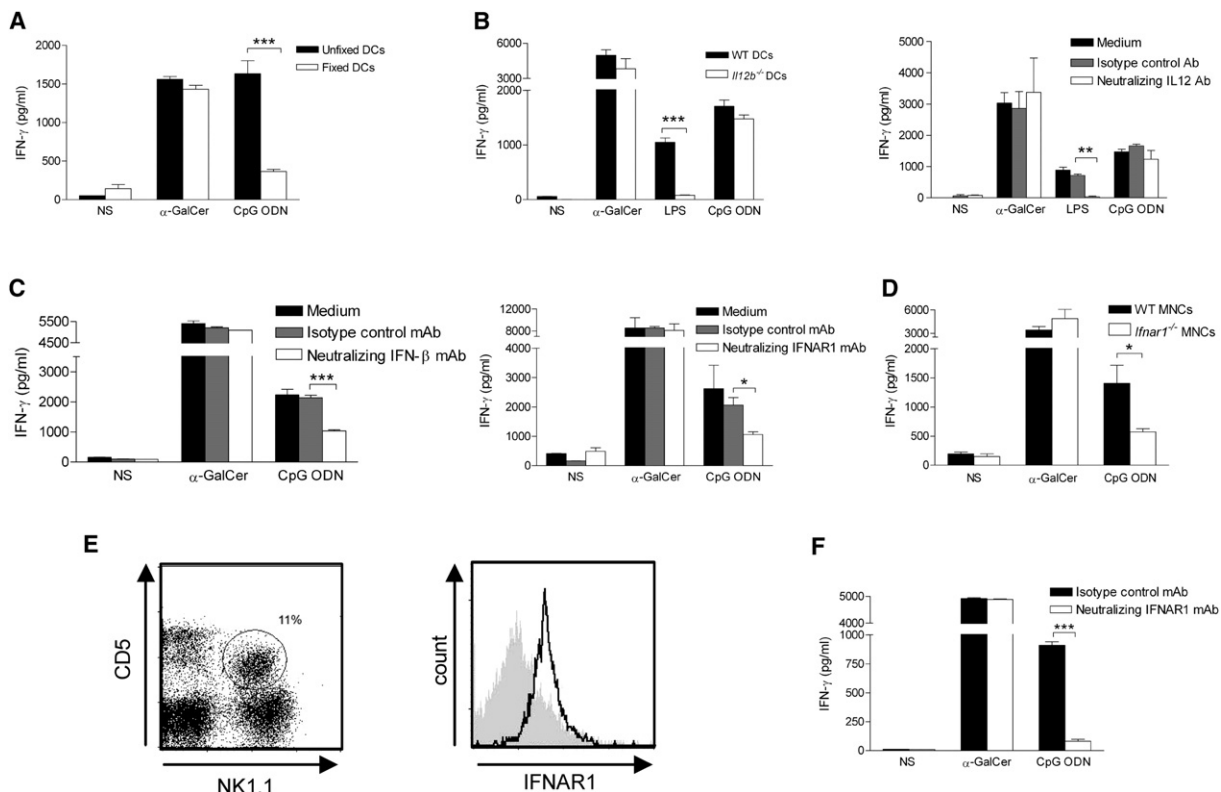 A
IFN-γ (pg/ml)
2000
1500
1000
500
0
NS
α-GalCer
CpG ODN
***
Unfixed DCs
Fixed DCs
B
IFN-γ (pg/ml)
6000
3000
2000
1000
0
NS
α-GalCer
LPS
CpG ODN
***
WT DCs
Il12b-/- DCs
IFN-γ (pg/ml)
5000
4000
3000
2000
1000
0
NS
α-GalCer
LPS
CpG ODN
**
Medium
Isotype control Ab
Neutralizing IL12 Ab
C
IFN-γ (pg/ml)
5500
4500
3000
2000
1000
0
NS
α-GalCer
CpG ODN
***
Medium
Isotype control mAb
Neutralizing IFN-β mAb
IFN-γ (pg/ml)
12000
8000
4000
3000
2000
1000
0
NS
α-GalCer
CpG ODN
*
Medium
Isotype control mAb
Neutralizing IFNAR1 mAb
D
IFN-γ (pg/ml)
6000
3000
2000
1500
1000
500
0
NS
α-GalCer
CpG ODN
*
WT MNCs
Ifnar1-/- MNCs
E
CD5
11%
NK1.1
count
IFNAR1
F
IFN-γ (pg/ml)
5000
4000
1000
750
500
250
0
NS
α-GalCer
CpG ODN
***
Isotype control mAb
Neutralizing IFNAR1 mAb